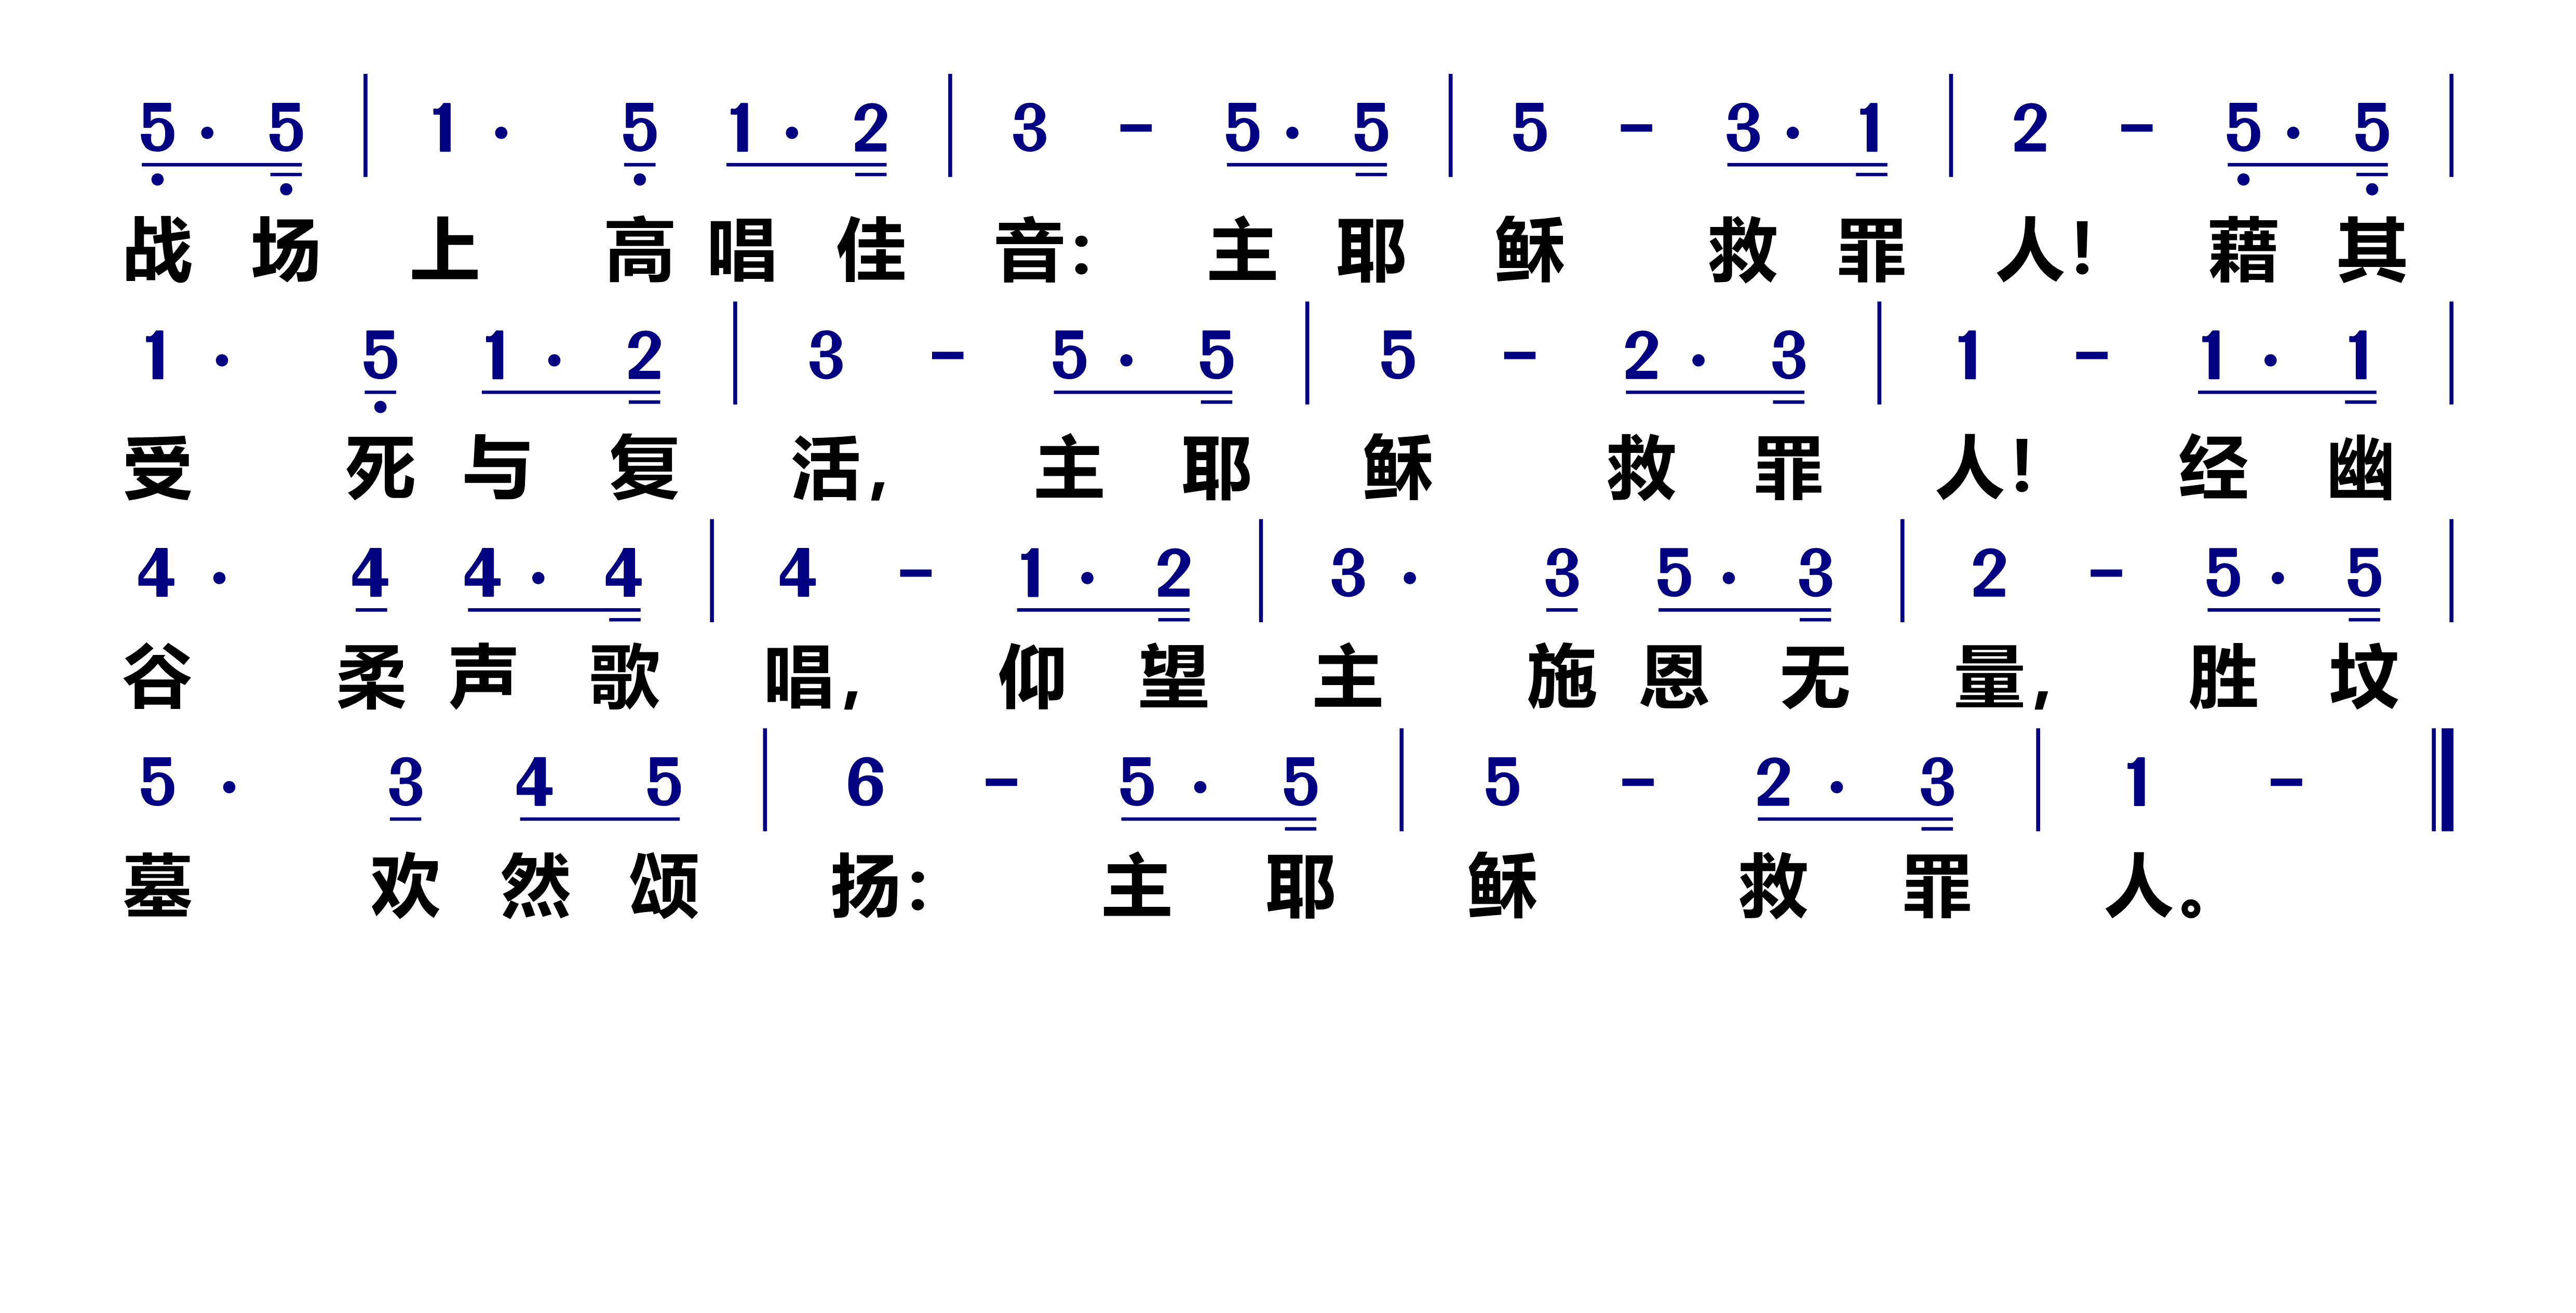 5· 5 | 1· 5 1· 2 | 3 - 5· 5 | 5 - 3· 1 | 2 - 5· 5 |
战场上 高唱佳音: 主耶稣 救罪人! 藉其
1· 5 1· 2 | 3 - 5· 5 | 5 - 2· 3 | 1 - 1· 1 |
受 死与复活, 主耶稣 救罪人! 经幽
4· 4 4· 4 | 4 - 1· 2 | 3· 3 5· 3 | 2 - 5· 5 |
谷 柔声歌唱, 仰望主 施恩无量, 胜坟
5· 3 4 5 | 6 - 5· 5 | 5 - 2· 3 | 1 - ‖
墓 欢然颂扬: 主耶稣 救罪人。